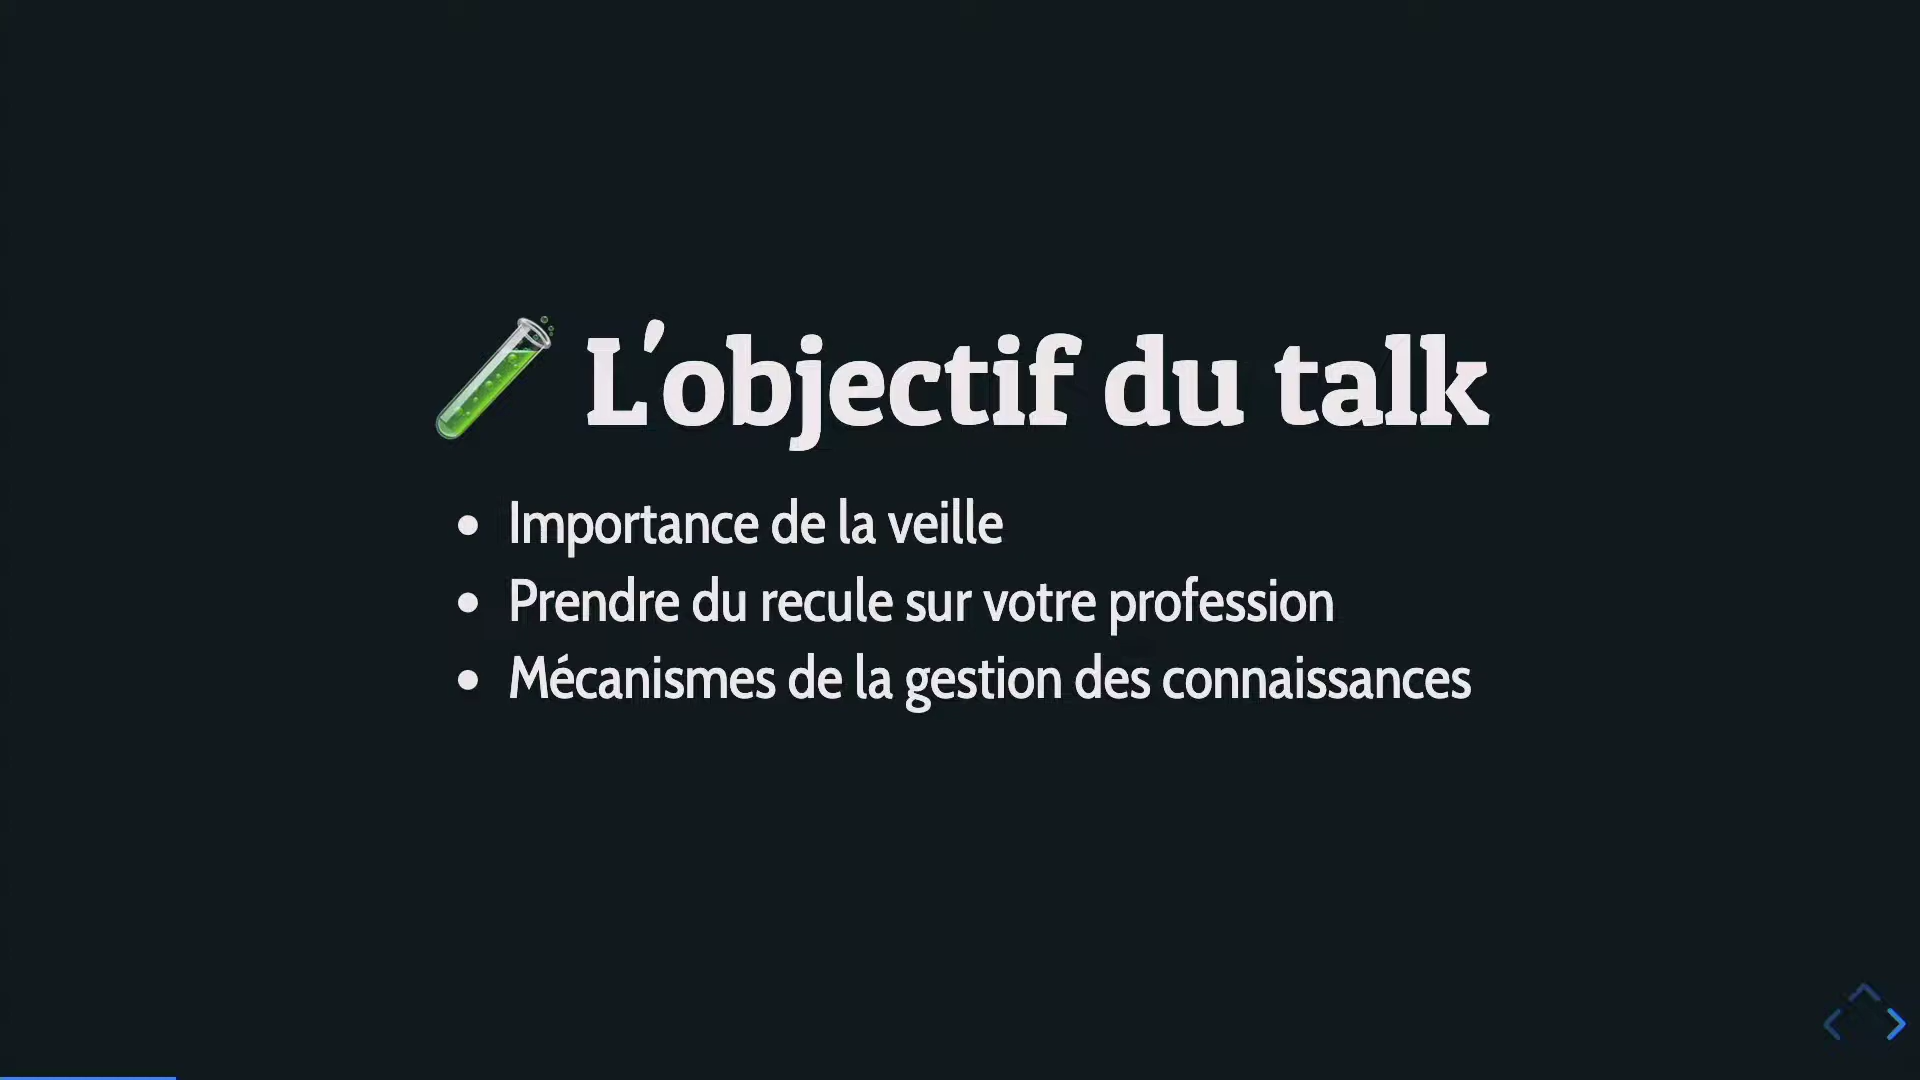 L'objectif du talk
Importance de la veille
Prendre du recule sur votre profession
Mécanismes de la gestion des connaissances